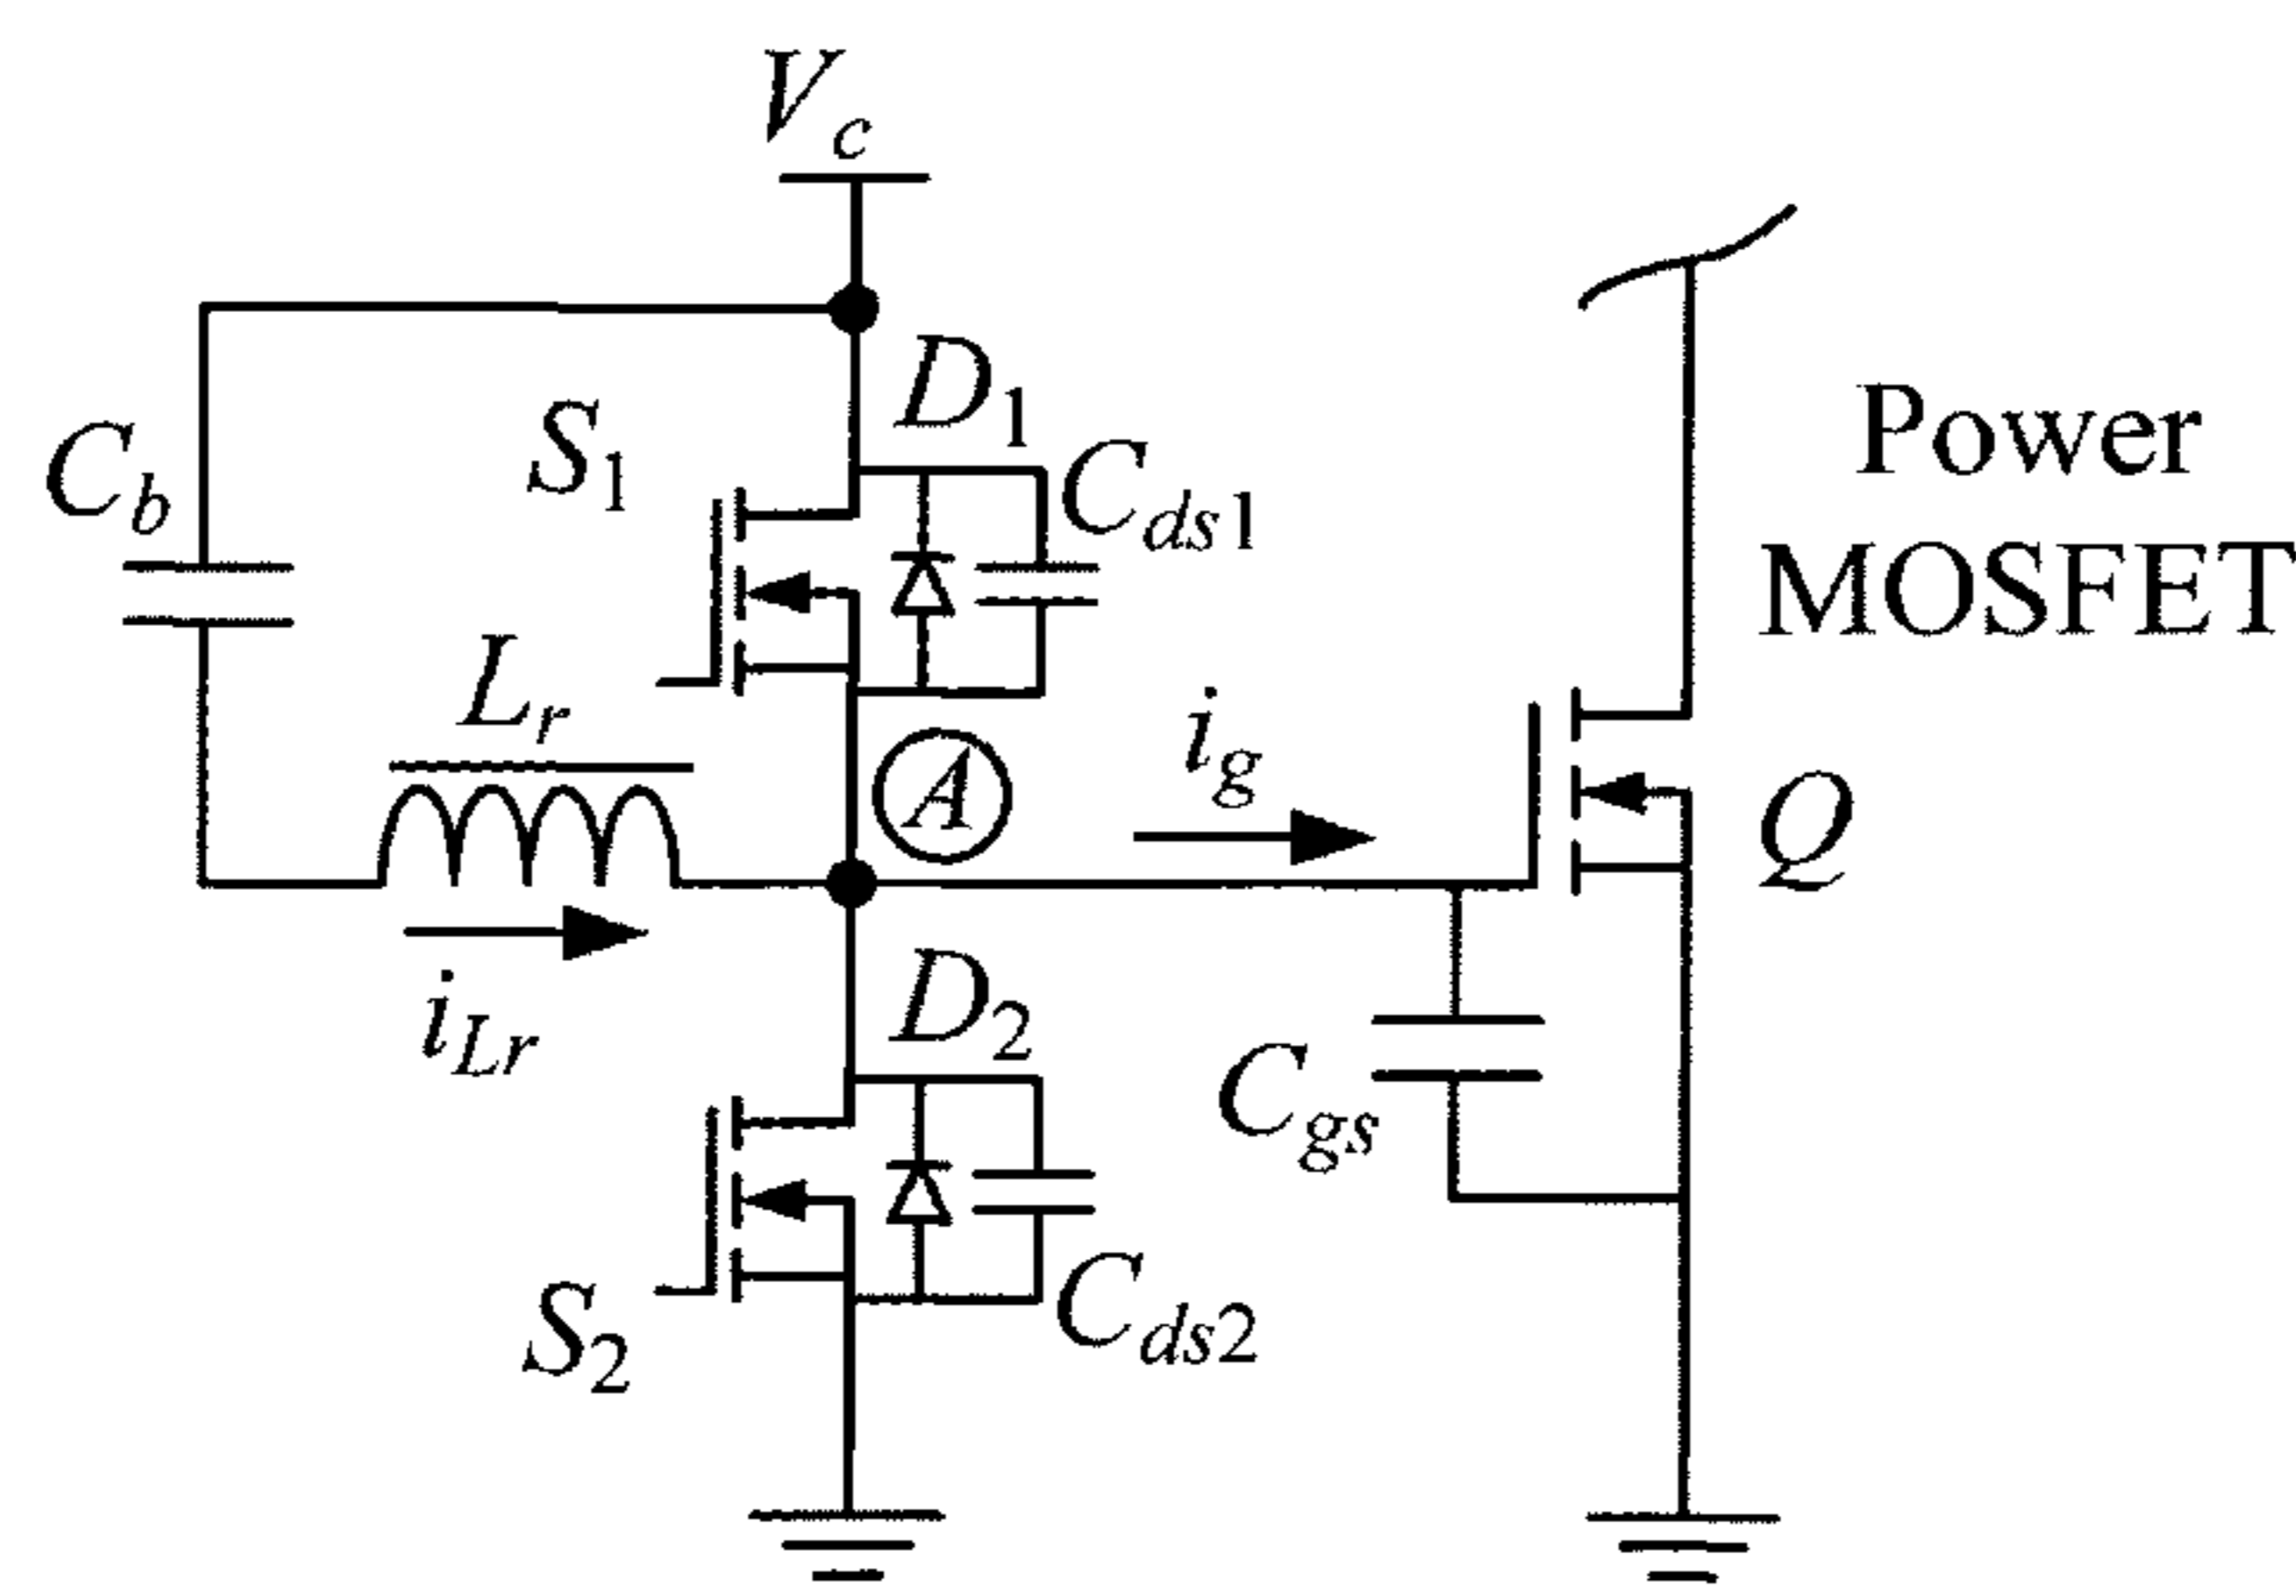 V_c
D_1
S_1
C_ds1
C_b
Power
MOSFET
L_r
i_g
A
Q
i_Lr
D_2
C_gs
S_2
C_ds2